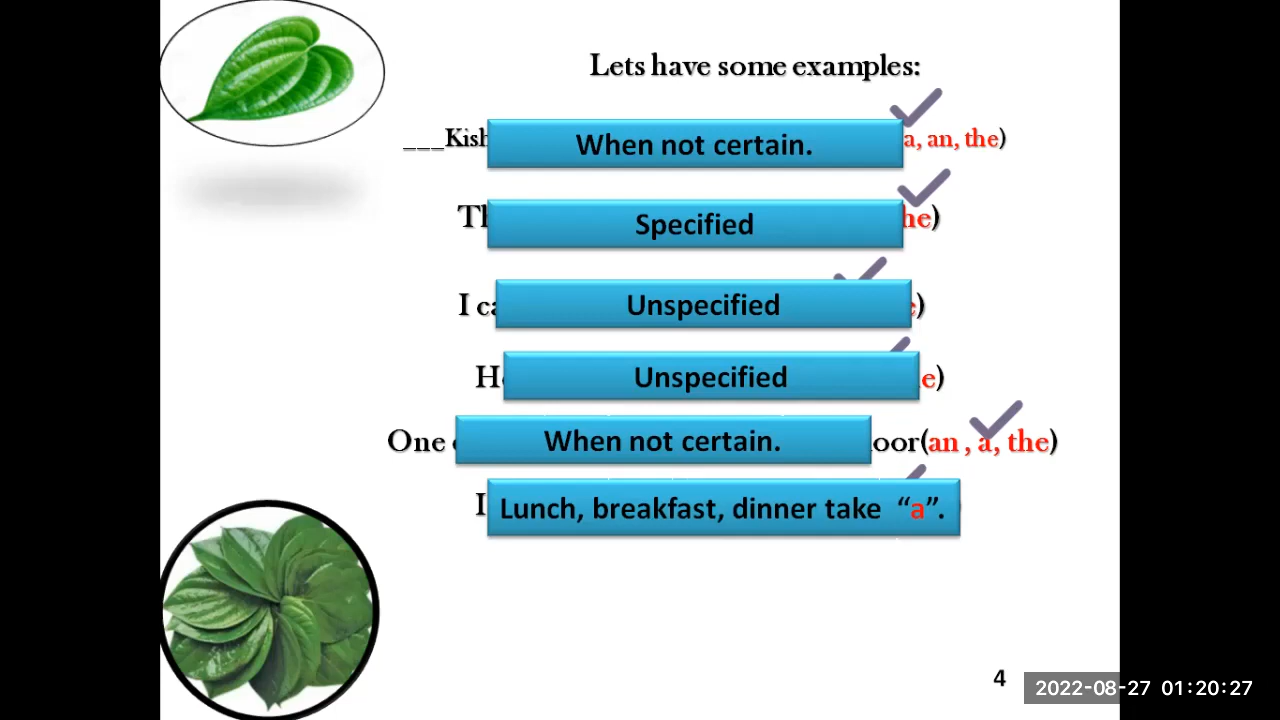 Lets have some examples:
___Kish When not certain. a, an, the)
Th Specified he)
I ca Unspecified e)
H Unspecified e)
One When not certain. oor(an , a, the)
I Lunch, breakfast, dinner take “a”.
4
2022-08-27 01:20:27